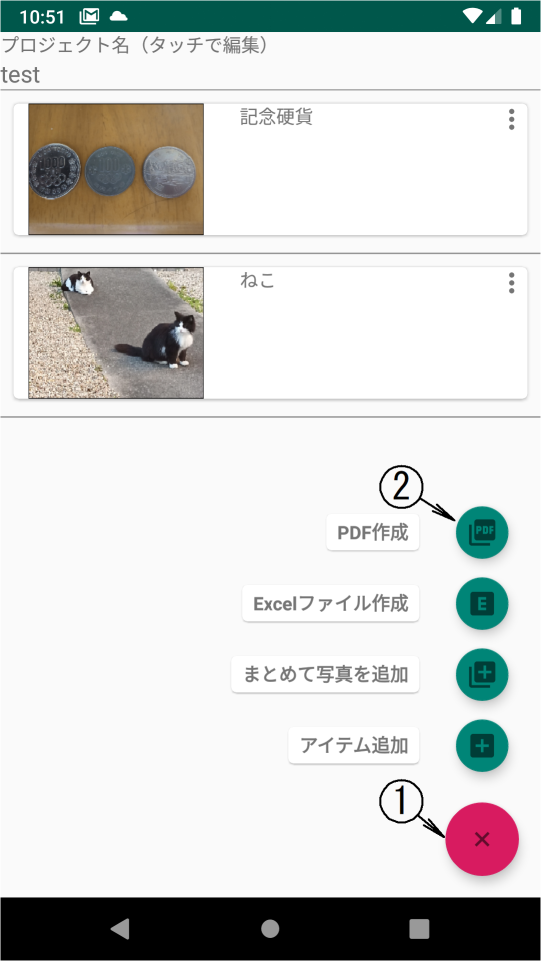 10:51
プロジェクト名（タッチで編集）
test
記念硬貨
ねこ
②
PDF作成
PDF
Excelファイル作成
E
まとめて写真を追加
アイテム追加
①